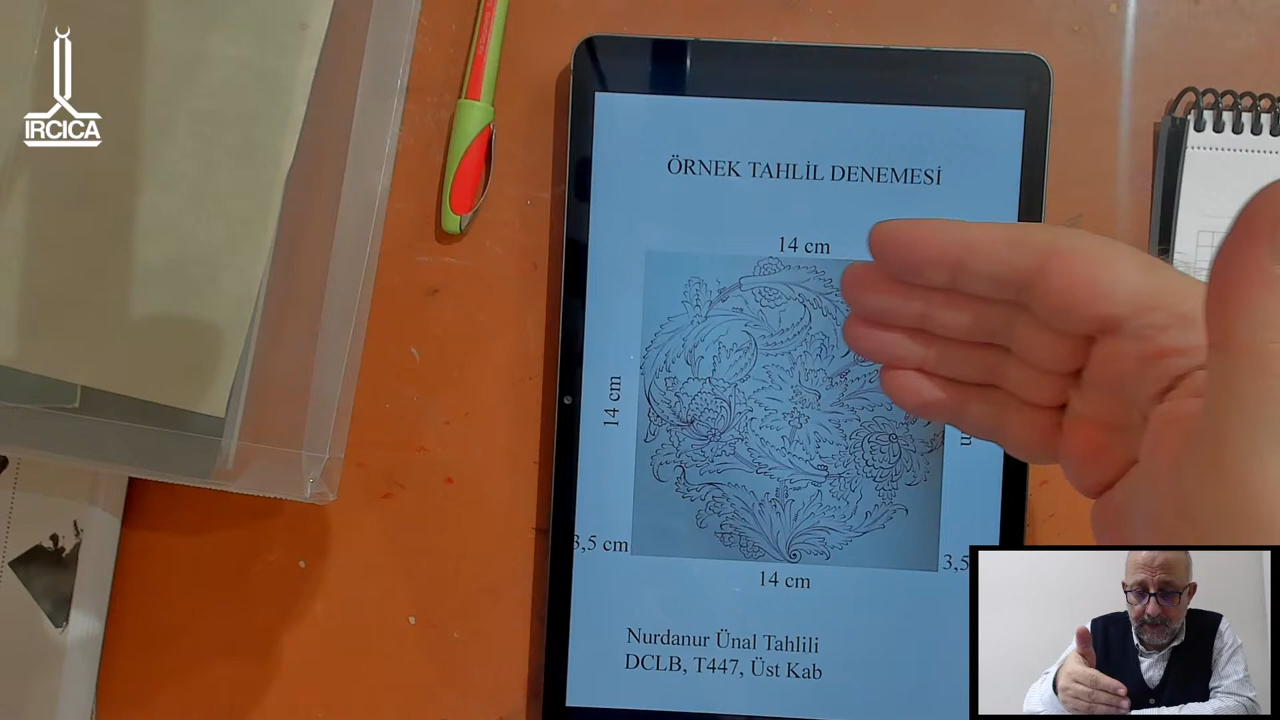 IRCICA
ÖRNEK TAHLİL DENEMESİ
14 cm
14 cm
3,5 cm
3,5
14 cm
Nurdanur Ünal Tahlili
DCLB, T447, Üst Kab